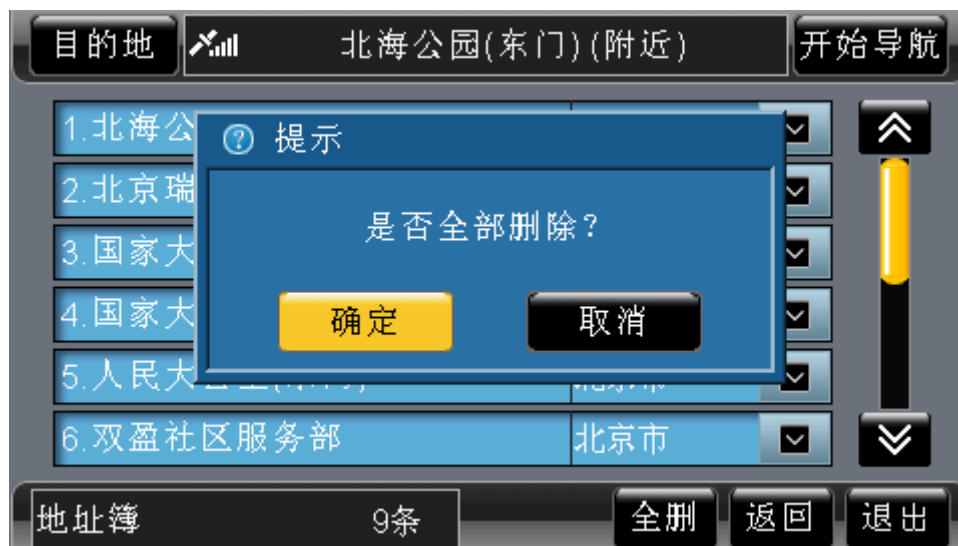 目的地 北海公园(东门)(附近) 开始导航
1.北海公
提示
2.北京瑞
是否全部删除?
3.国家大
4.国家大
确定 取消
5.人民大
6.双盈社区服务部 北京市
地址簿 9条 全删 返回 退出